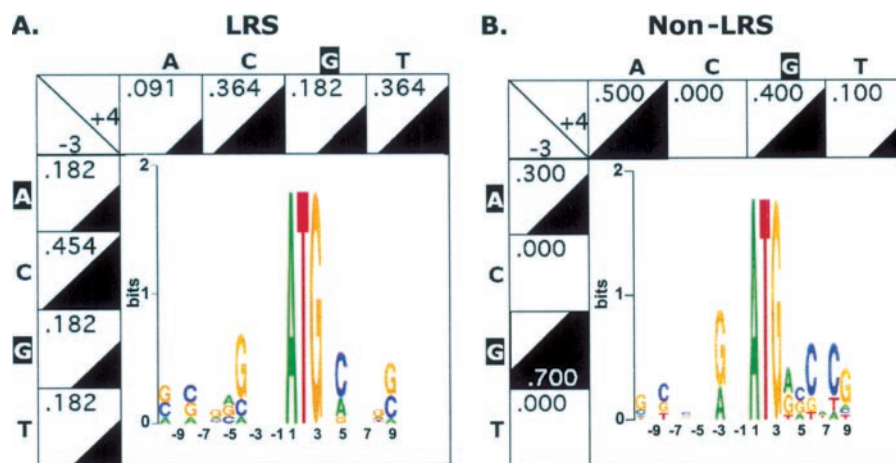 A. LRS
A C G T
+4
-3
.091 .364 .182 .364
A .182
C .454
G .182
T .182
2
1
0
bits
-9 -7 -5 -3 -1 1 3 5 7 9
B. Non-LRS
A C G T
+4
-3
.500 .000 .400 .100
A .300
C .000
G .700
T .000
2
1
0
bits
-9 -7 -5 -3 -1 1 3 5 7 9